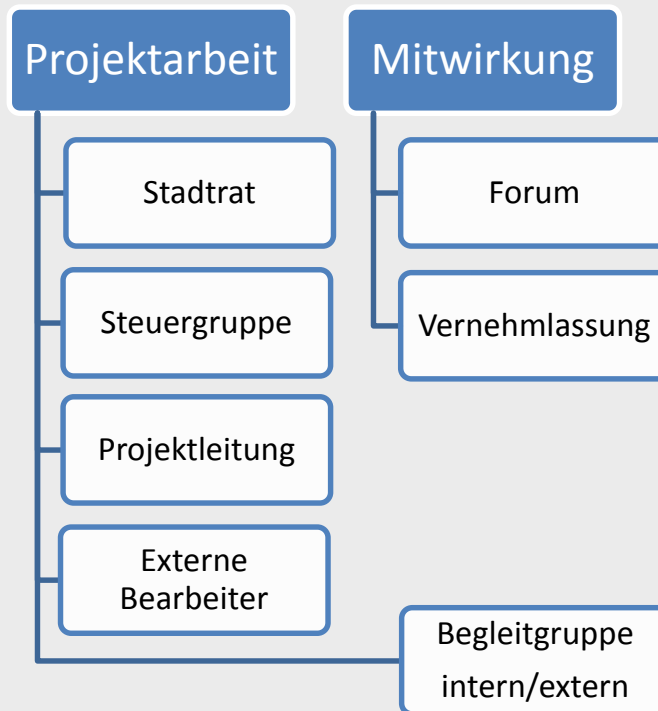 Projektarbeit
Stadtrat
Steuergruppe
Projektleitung
Externe
Bearbeiter
Mitwirkung
Forum
Vernehmlassung
Begleitgruppe
intern/extern